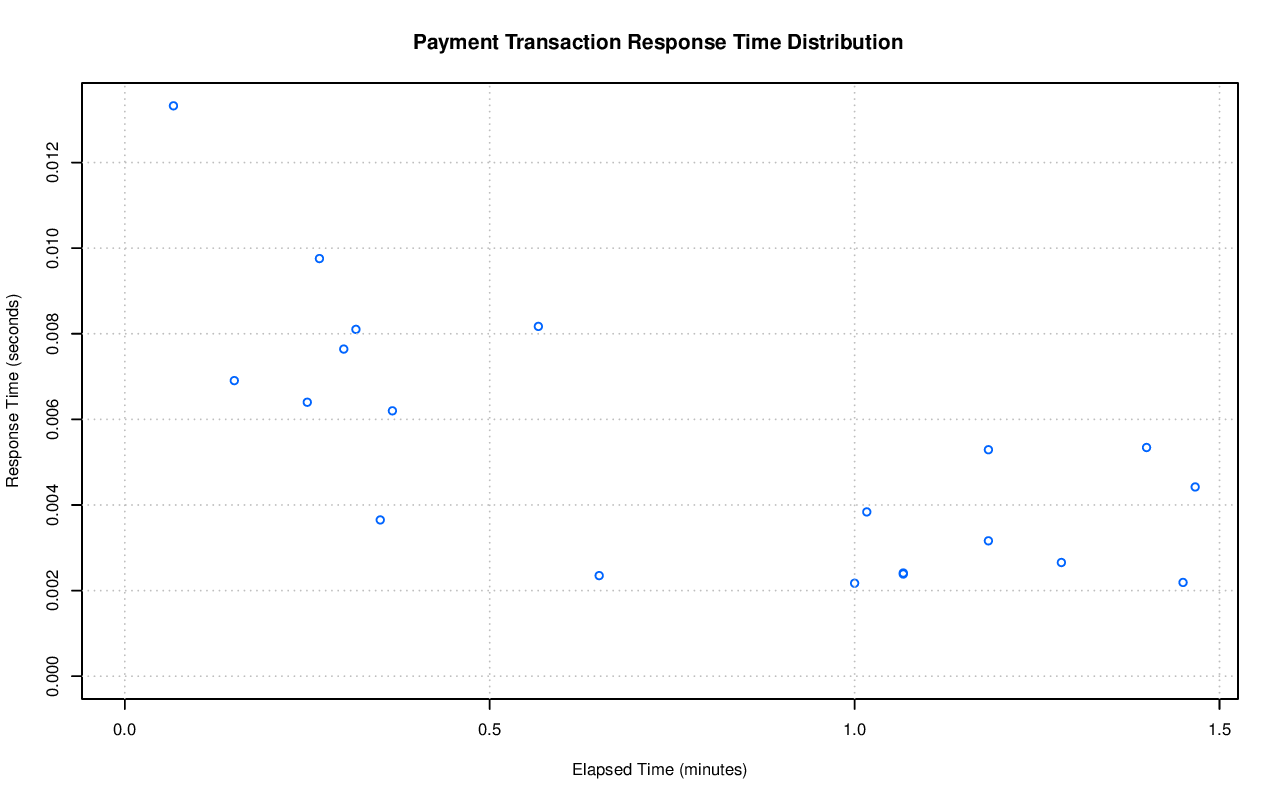 Payment Transaction Response Time Distribution
Response Time (seconds)
0.012
0.010
0.008
0.006
0.004
0.002
0.000
0.0 0.5 1.0 1.5
Elapsed Time (minutes)